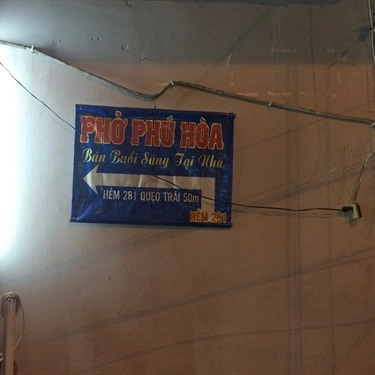 PHỞ PHÚ HÒA
Bán Buổi Sáng Tại Nhà
HẺM 281 QUẸO TRÁI 50m
HẺM 281